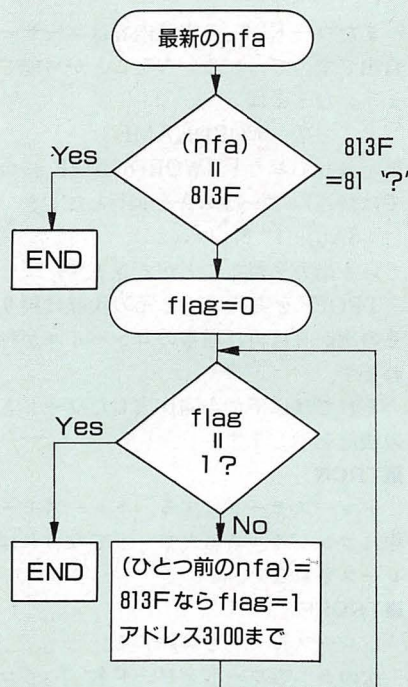 最新のnfa
(nfa)
=
813F
Yes
813F
=81 '?'
END
flag=0
flag
=
1?
Yes
No
END
(ひとつ前のnfa)=
813Fならflag=1
アドレス3100まで